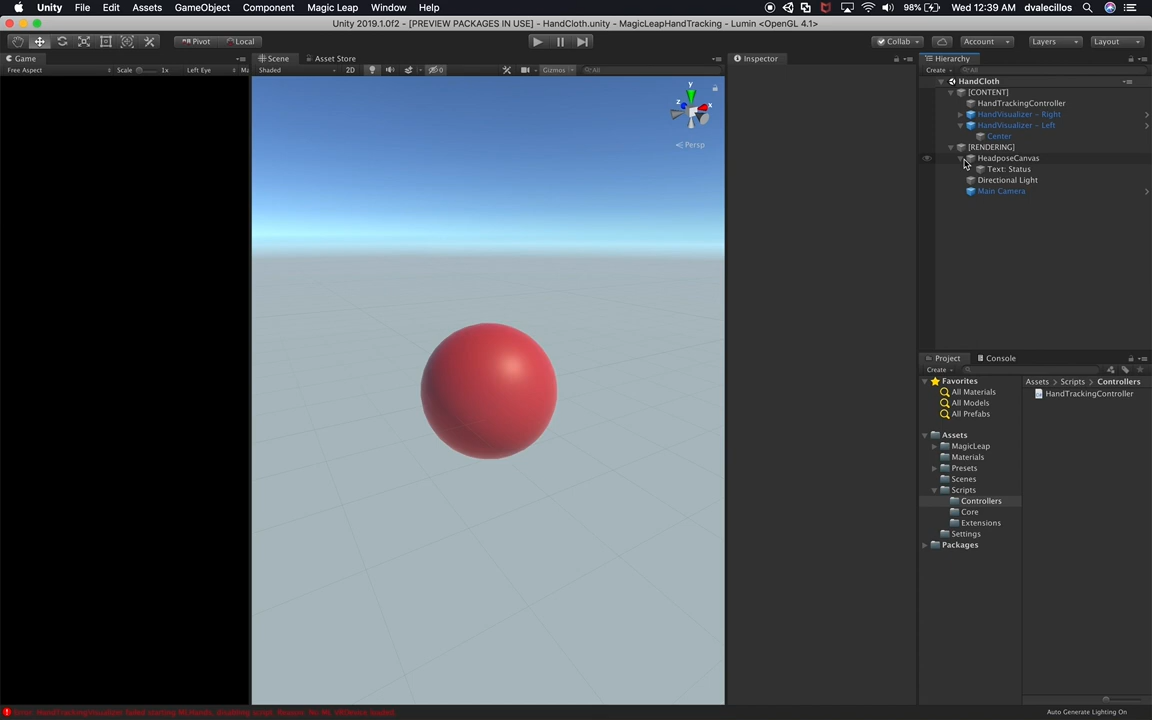 Unity File Edit Assets GameObject Component Magic Leap Window Help 98% Wed 12:39 AM dvalecillos
Unity 2019.1.0f2 - [PREVIEW PACKAGES IN USE] - HandCloth.unity - MagicLeapHandTracking - Lumin <OpenGL 4.1>
Pivot Local Collab Account Layers Layout
Game Scene Asset Store Inspector Hierarchy
Free Aspect Scale 1x Left Eye Ma Shaded 2D 0 Gizmos All Create All
HandCloth
[CONTENT]
HandTrackingController
HandVisualizer - Right
HandVisualizer - Left
Center
[RENDERING]
HeadposeCanvas
Text: Status
Directional Light
Main Camera
y
x
z
Persp
Project Console
Create
Favorites
All Materials
All Models
All Prefabs
Assets
MagicLeap
Materials
Presets
Scenes
Scripts
Controllers
Core
Extensions
Settings
Packages
Assets > Scripts > Controllers
HandTrackingController
Auto Generate Lighting On